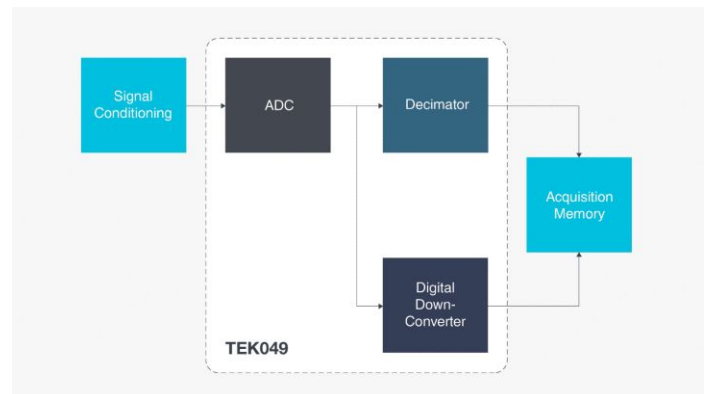 Signal
Conditioning
ADC
Decimator
Acquisition
Memory
Digital
Down-
Converter
TEK049